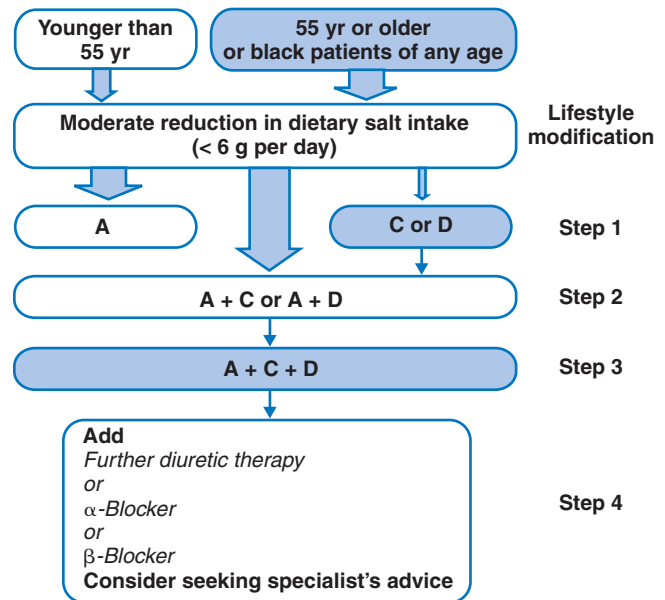 Younger than
55 yr
55 yr or older
or black patients of any age
Moderate reduction in dietary salt intake
(< 6 g per day)
Lifestyle
modification
A
C or D
Step 1
A + C or A + D
Step 2
A + C + D
Step 3
Add
Further diuretic therapy
or
α-Blocker
or
β-Blocker
Consider seeking specialist's advice
Step 4